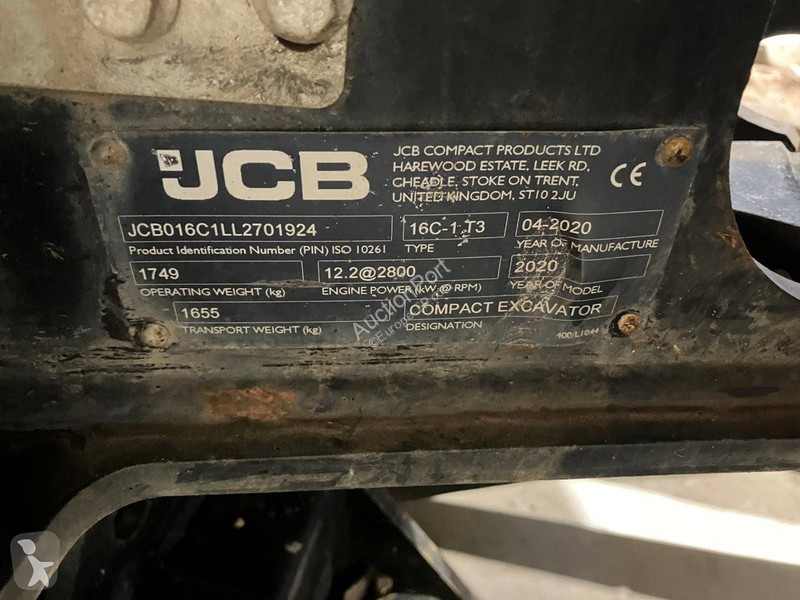 JCB
JCB COMPACT PRODUCTS LTD
HAREWOOD ESTATE, LEEK RD,
CHEADLE, STOKE ON TRENT,
UNITED KINGDOM, ST10 2JU
CE
JCB016C1LL2701924 16C-1 T3 04-2020
Product Identification Number (PIN) ISO 10261 TYPE YEAR OF MANUFACTURE
1749 12.2@2800 2020
OPERATING WEIGHT (kg) ENGINE POWER (kW @ RPM) YEAR OF MODEL
1655 COMPACT EXCAVATOR
TRANSPORT WEIGHT (kg) DESIGNATION
Auctionport